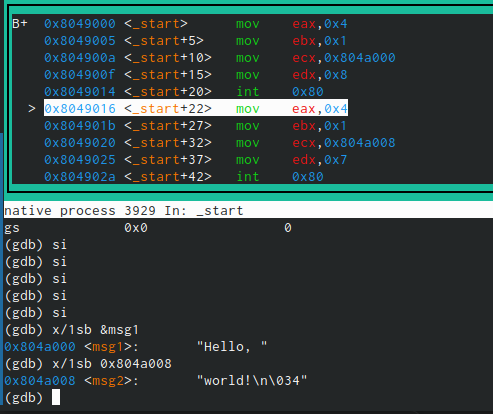 B+ 0x8049000 <_start> mov eax,0x4
0x8049005 <_start+5> mov ebx,0x1
0x804900a <_start+10> mov ecx,0x804a000
0x804900f <_start+15> mov edx,0x8
0x8049014 <_start+20> int 0x80
> 0x8049016 <_start+22> mov eax,0x4
0x804901b <_start+27> mov ebx,0x1
0x8049020 <_start+32> mov ecx,0x804a008
0x8049025 <_start+37> mov edx,0x7
0x804902a <_start+42> int 0x80
native process 3929 In: _start
gs 0x0 0
(gdb) si
(gdb) si
(gdb) si
(gdb) si
(gdb) si
(gdb) x/1sb &msg1
0x804a000 <msg1>: "Hello, "
(gdb) x/1sb 0x804a008
0x804a008 <msg2>: "world!\n\034"
(gdb)